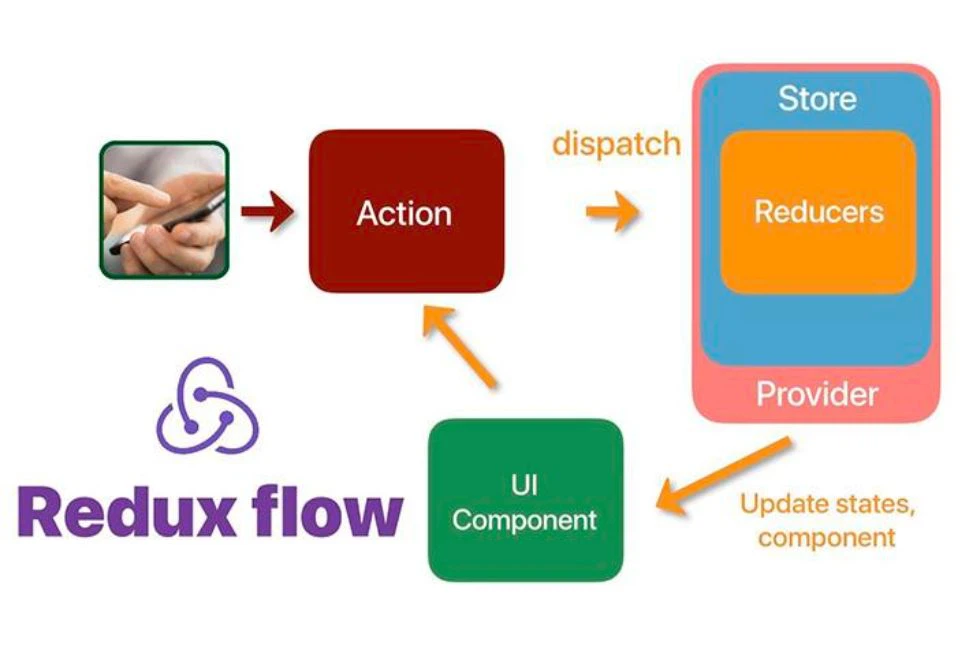 Store
dispatch
Action
Reducers
Provider
UI
Component
Update states,
component
Redux flow